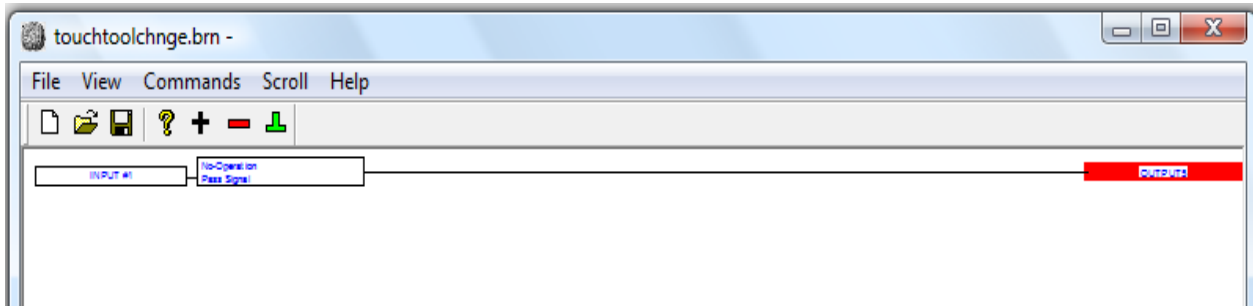 touchtoolchnge.brn -
File View Commands Scroll Help
INPUT #1
No-Operation
Pass Signal
OUTPUTS